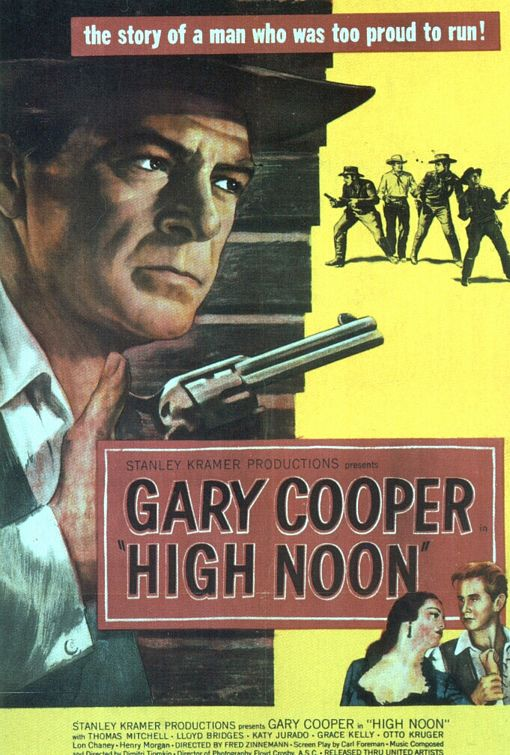 the story of a man who was too proud to run!
STANLEY KRAMER PRODUCTIONS presents
GARY COOPER in
"HIGH NOON"
STANLEY KRAMER PRODUCTIONS presents GARY COOPER in "HIGH NOON"
with THOMAS MITCHELL • LLOYD BRIDGES • KATY JURADO • GRACE KELLY • OTTO KRUGER
Lon Chaney • Henry Morgan • DIRECTED BY FRED ZINNEMANN • Screen Play by Carl Foreman • Music Composed
and Directed by Dimitri Tiomkin • Director of Photography Floyd Crosby, A.S.C. • RELEASED THRU UNITED ARTISTS